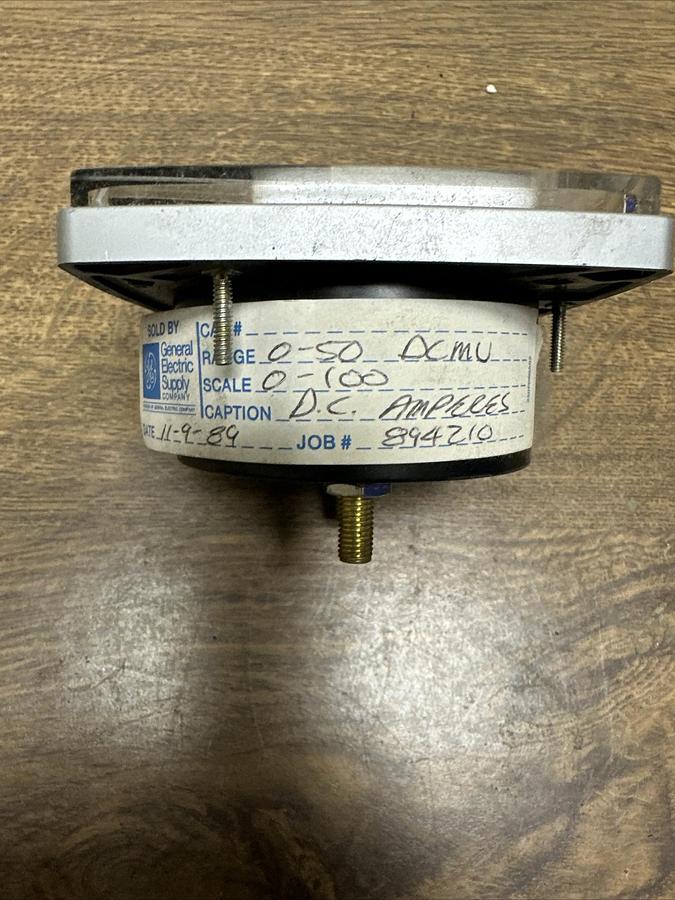 SOLD BY
General
Electric
Supply
COMPANY
CAT #
RANGE 0-50 DCMV
SCALE 0-100
CAPTION D.C. AMPERES
DATE 11-9-89 JOB # 894210